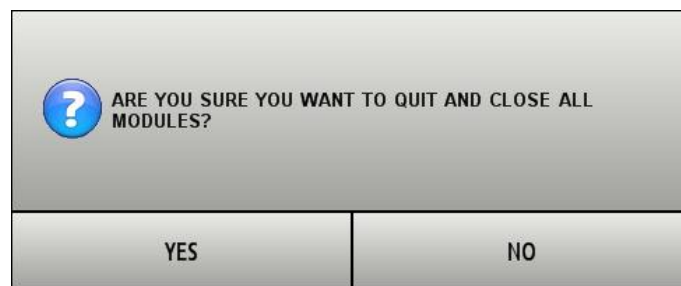 ARE YOU SURE YOU WANT TO QUIT AND CLOSE ALL
MODULES?
YES
NO